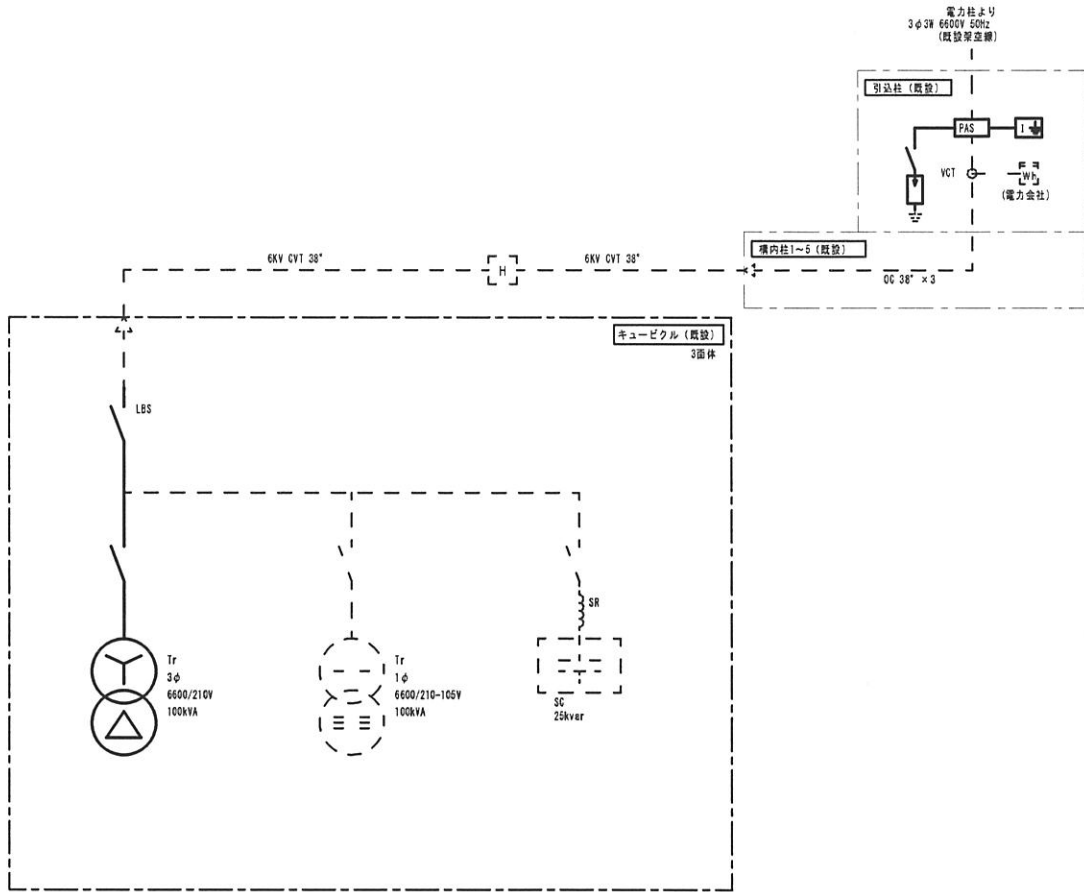 電力柱より
3φ3W 6600V 50Hz
(既設架空線)
引込柱 (既設)
PAS
I
VCT
Wh
(電力会社)
構内柱1~5 (既設)
6KV CVT 38°
H
6KV CVT 38°
OC 38° ×3
キュービクル (既設)
3面体
LBS
SR
Tr
3φ
6600/210V
100kVA
Tr
1φ
6600/210-105V
100kVA
SC
25kvar